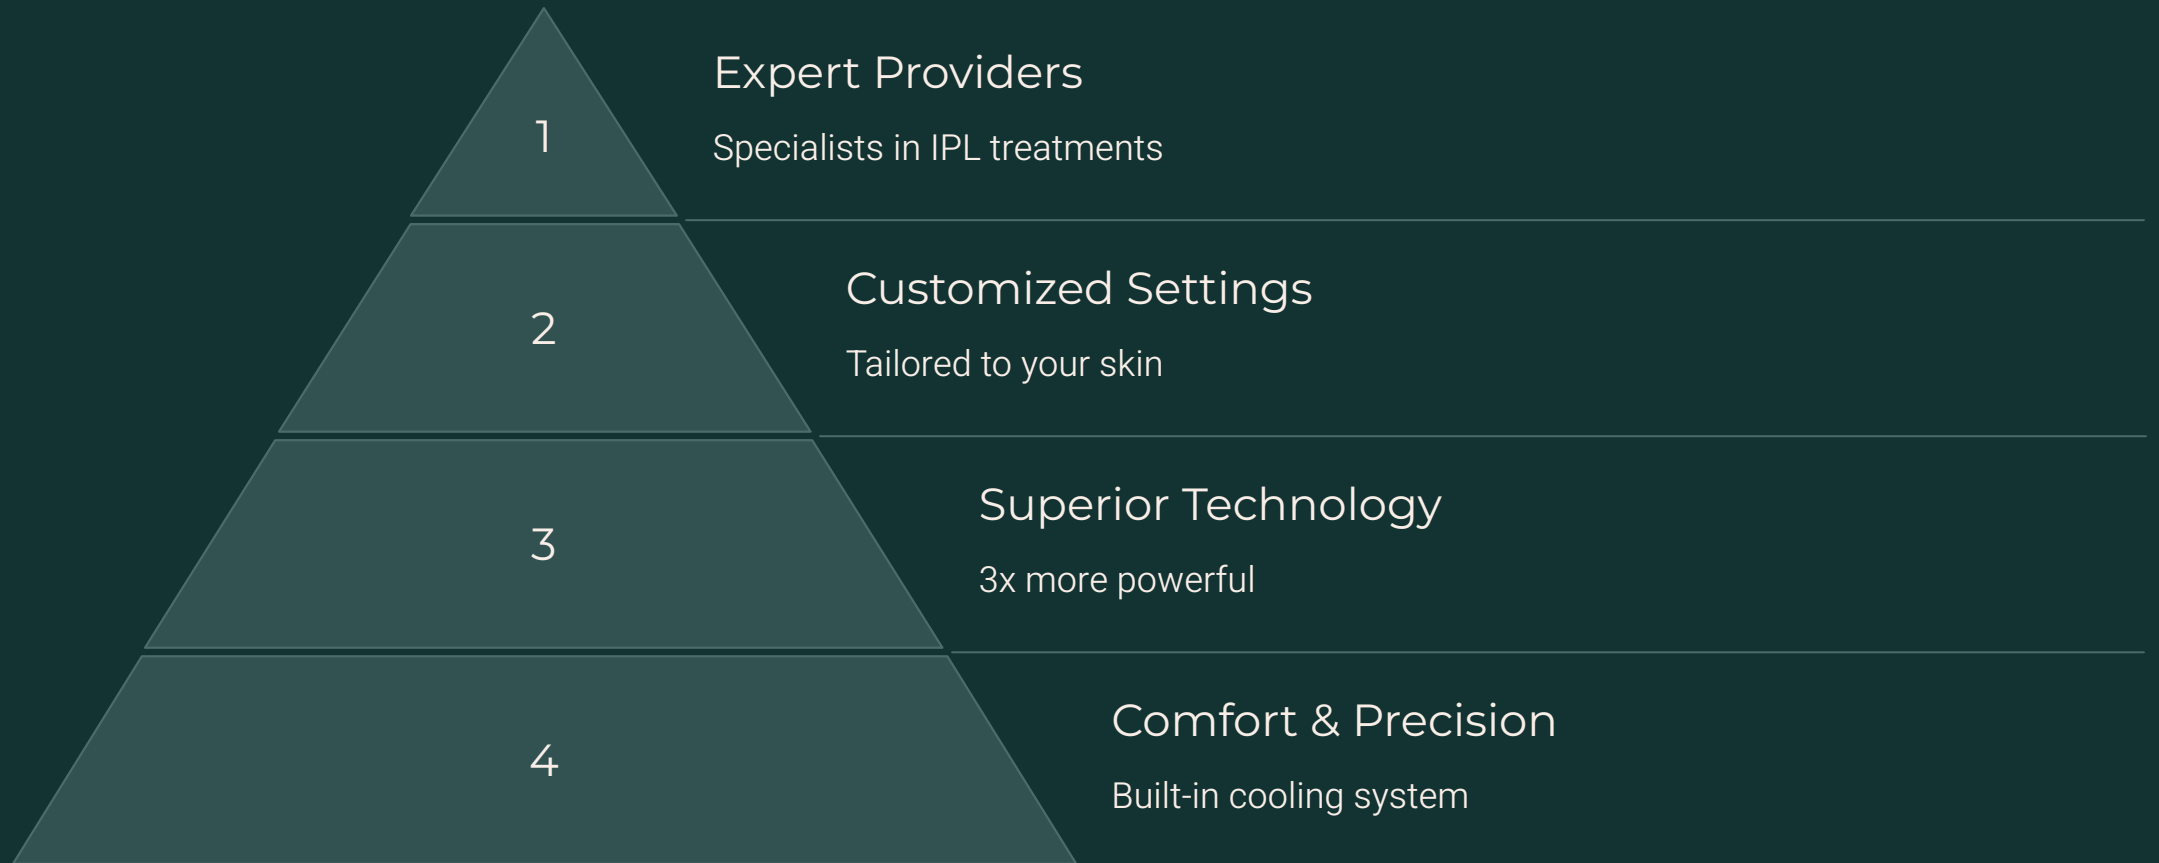 1
Expert Providers
Specialists in IPL treatments
2
Customized Settings
Tailored to your skin
3
Superior Technology
3x more powerful
4
Comfort & Precision
Built-in cooling system